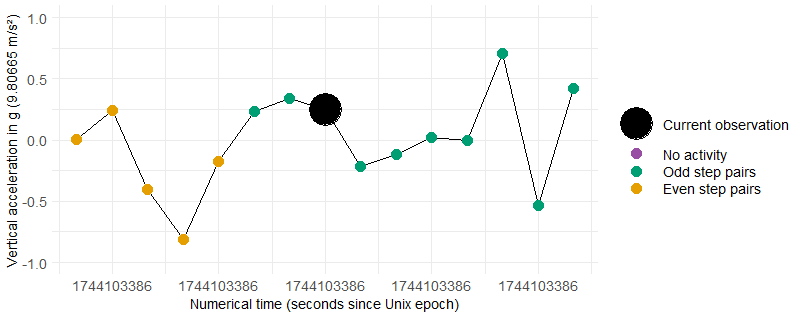 Vertical acceleration in g (9.80665 m/s²)
1.0
0.5
0.0
-0.5
-1.0
1744103386 1744103386 1744103386 1744103386 1744103386
Numerical time (seconds since Unix epoch)
Current observation
No activity
Odd step pairs
Even step pairs